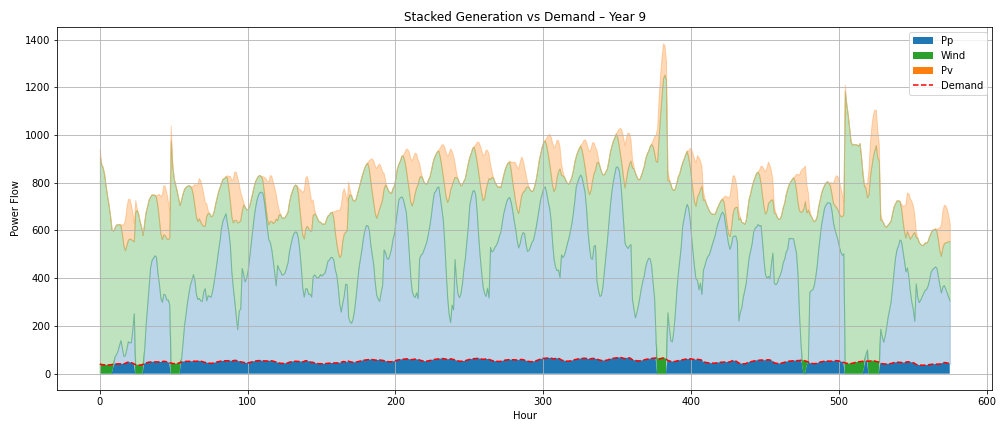 Stacked Generation vs Demand – Year 9
1400
1200
1000
800
600
400
200
0
Power Flow
Pp
Wind
Pv
Demand
0
100
200
300
400
500
600
Hour